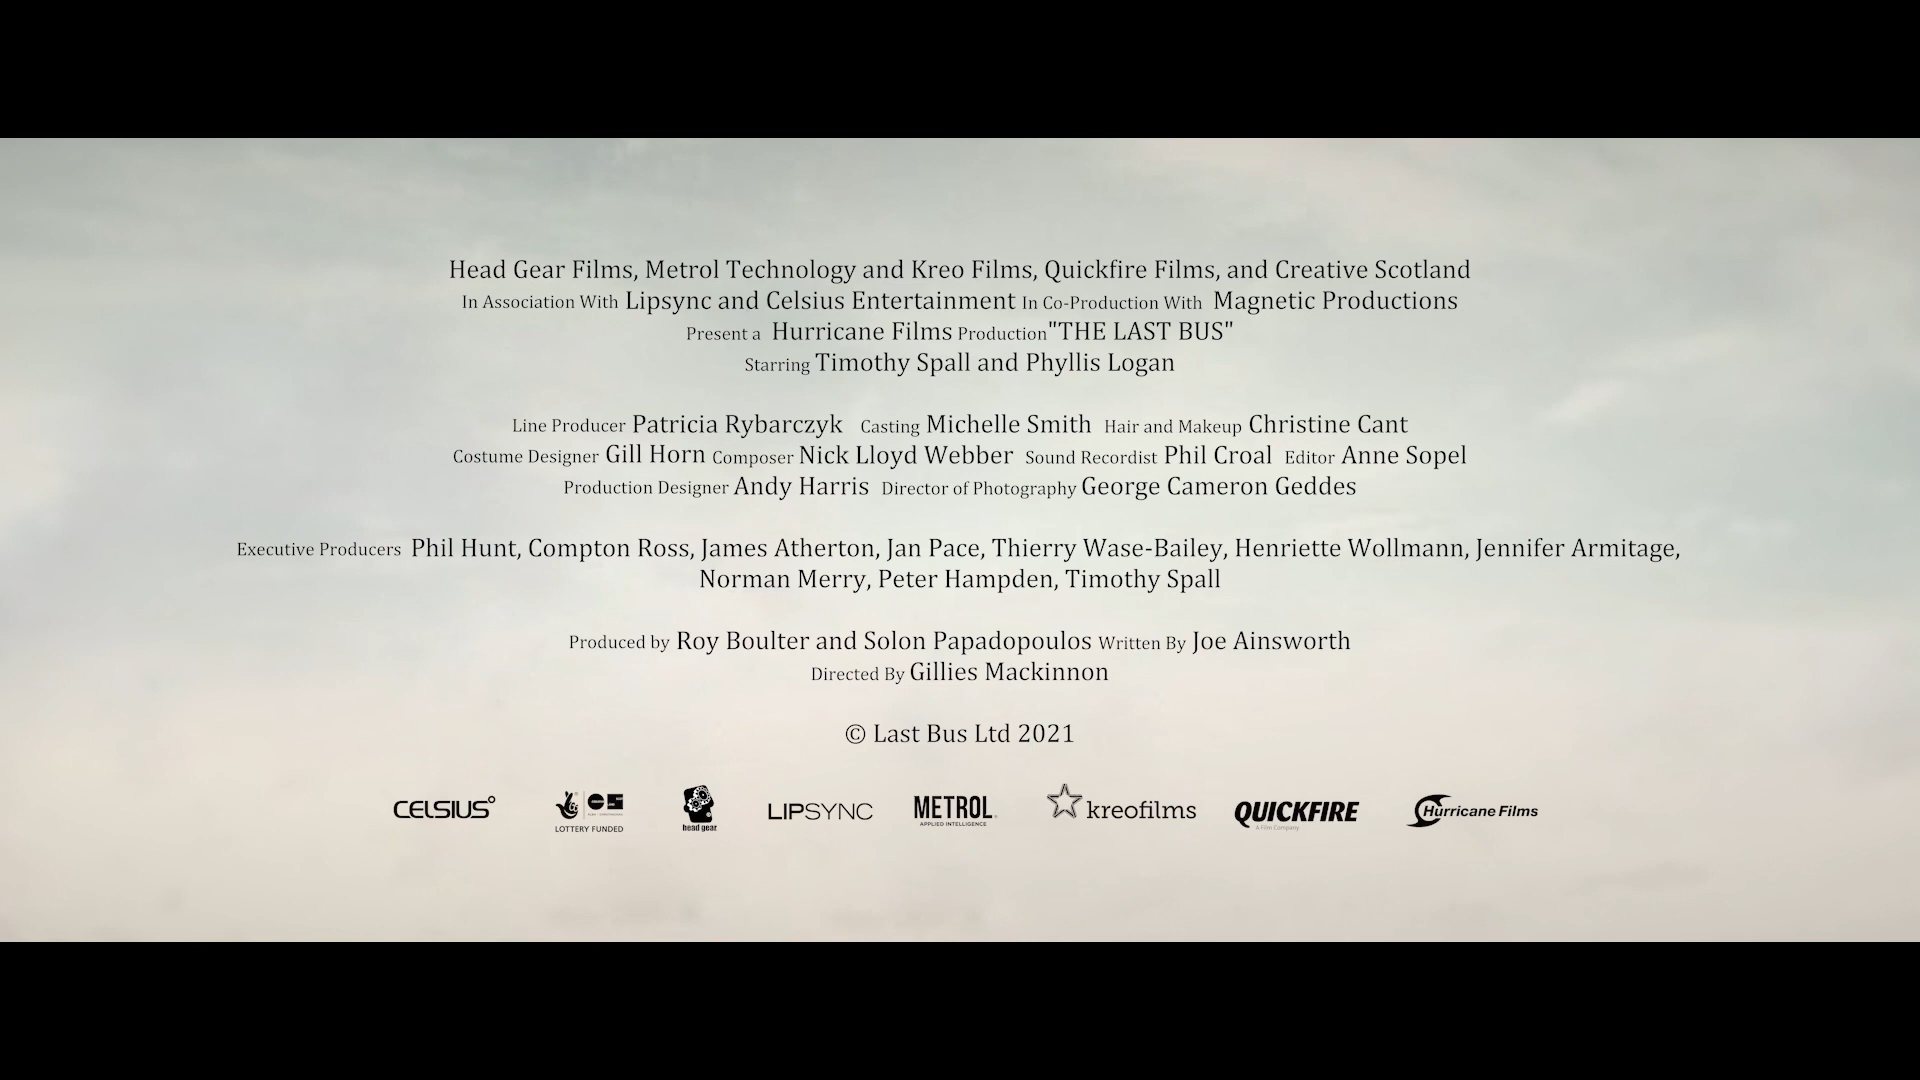 Head Gear Films, Metrol Technology and Kreo Films, Quickfire Films, and Creative Scotland
In Association With Lipsync and Celsius Entertainment In Co-Production With Magnetic Productions
Present a Hurricane Films Production "THE LAST BUS"
Starring Timothy Spall and Phyllis Logan
Line Producer Patricia Rybarczyk Casting Michelle Smith Hair and Makeup Christine Cant
Costume Designer Gill Horn Composer Nick Lloyd Webber Sound Recordist Phil Croal Editor Anne Sopel
Production Designer Andy Harris Director of Photography George Cameron Geddes
Executive Producers Phil Hunt, Compton Ross, James Atherton, Jan Pace, Thierry Wase-Bailey, Henriette Wollmann, Jennifer Armitage,
Norman Merry, Peter Hampden, Timothy Spall
Produced by Roy Boulter and Solon Papadopoulos Written By Joe Ainsworth
Directed By Gillies Mackinnon
© Last Bus Ltd 2021
CELSIUS° LOTTERY FUNDED head gear LIPSYNC METROL APPLIED INTELLIGENCE kreofilms QUICKFIRE A Film Company Hurricane Films